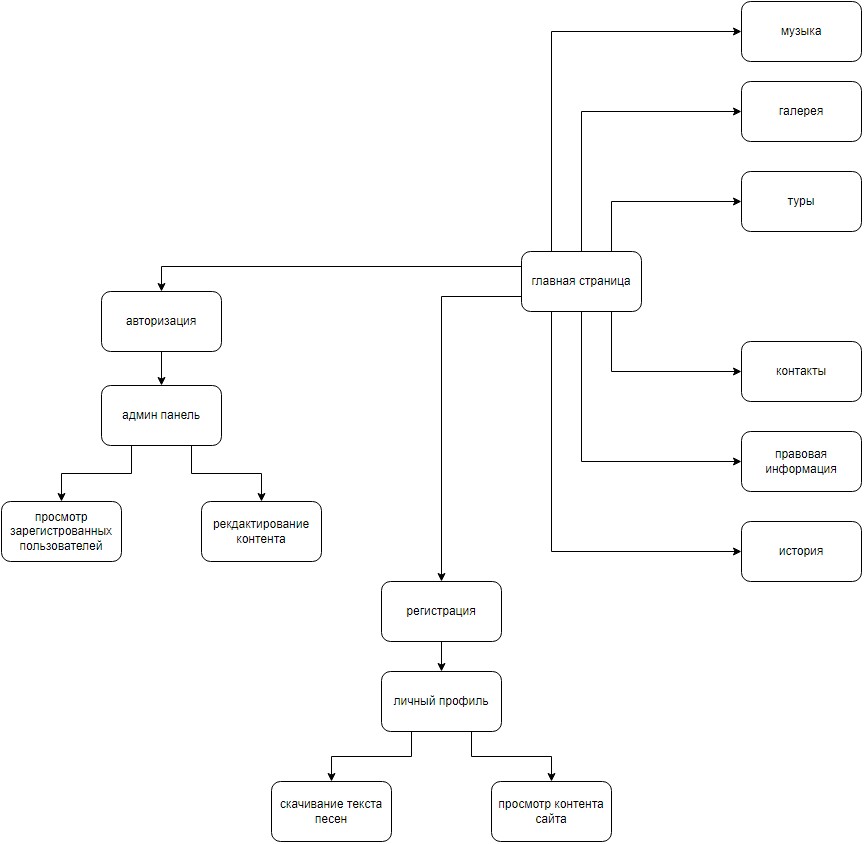 музыка
галерея
туры
главная страница
авторизация
контакты
админ панель
правовая
информация
просмотр
зарегистрованных
пользователей
рекдактирование
контента
история
регистрация
личный профиль
скачивание текста
песен
просмотр контента
сайта